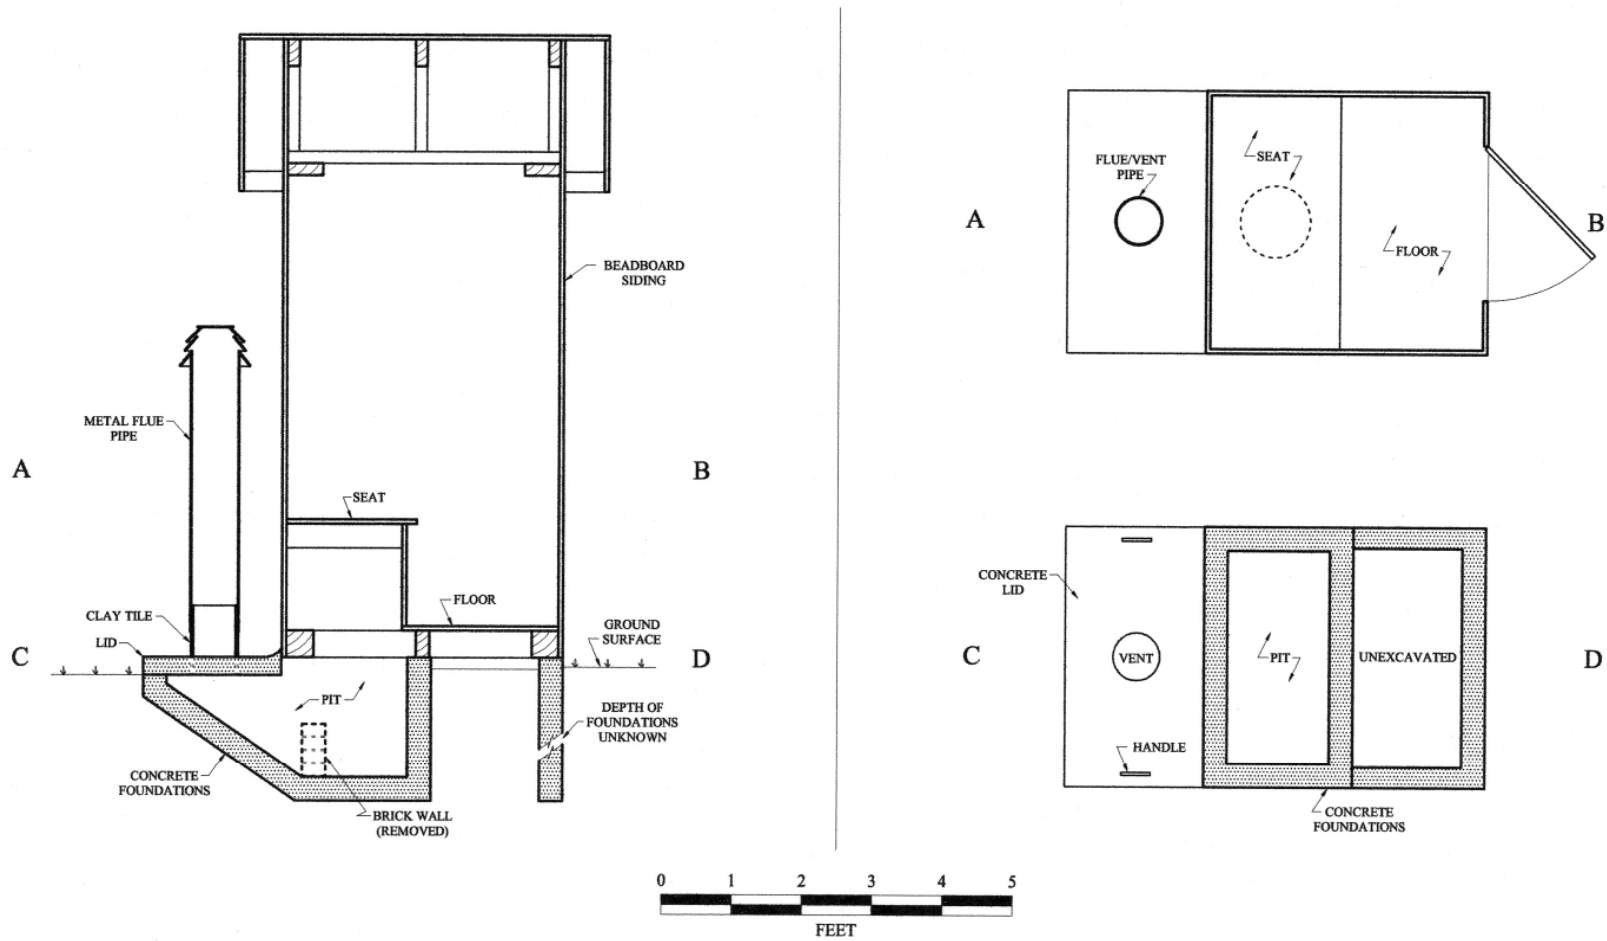 BEADBOARD
SIDING
METAL FLUE
PIPE
A
B
SEAT
FLOOR
CLAY TILE
LID
GROUND
SURFACE
C
D
PIT
DEPTH OF
FOUNDATIONS
UNKNOWN
CONCRETE
FOUNDATIONS
BRICK WALL
(REMOVED)
FLUE/VENT
PIPE
SEAT
A
B
FLOOR
CONCRETE
LID
C
VENT
PIT
UNEXCAVATED
D
HANDLE
CONCRETE
FOUNDATIONS
0 1 2 3 4 5
FEET